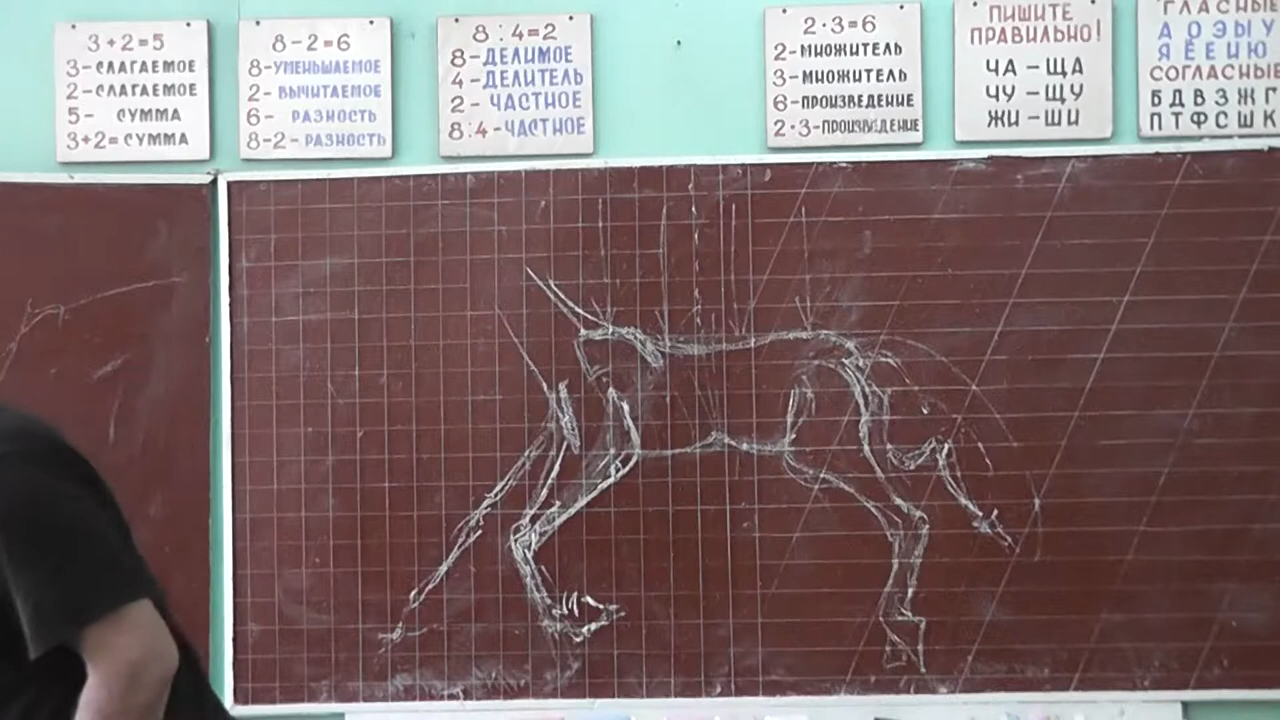 3+2=5
3-СЛАГАЕМОЕ
2-СЛАГАЕМОЕ
5- СУММА
3+2=СУММА
8-2=6
8-УМЕНЬШАЕМОЕ
2-ВЫЧИТАЕМОЕ
6- РАЗНОСТЬ
8-2-РАЗНОСТЬ
8:4=2
8-ДЕЛИМОЕ
4-ДЕЛИТЕЛЬ
2-ЧАСТНОЕ
8:4-ЧАСТНОЕ
2·3=6
2-МНОЖИТЕЛЬ
3-МНОЖИТЕЛЬ
6-ПРОИЗВЕДЕНИЕ
2·3-ПРОИЗВЕДЕНИЕ
ПИШИТЕ
ПРАВИЛЬНО!
ЧА-ЩА
ЧУ-ЩУ
ЖИ-ШИ
ГЛАСНЫЕ
А О Э Ы У
Я Ё Е И Ю
СОГЛАСНЫЕ
Б Д В З Ж Г
П Т Ф С Ш К